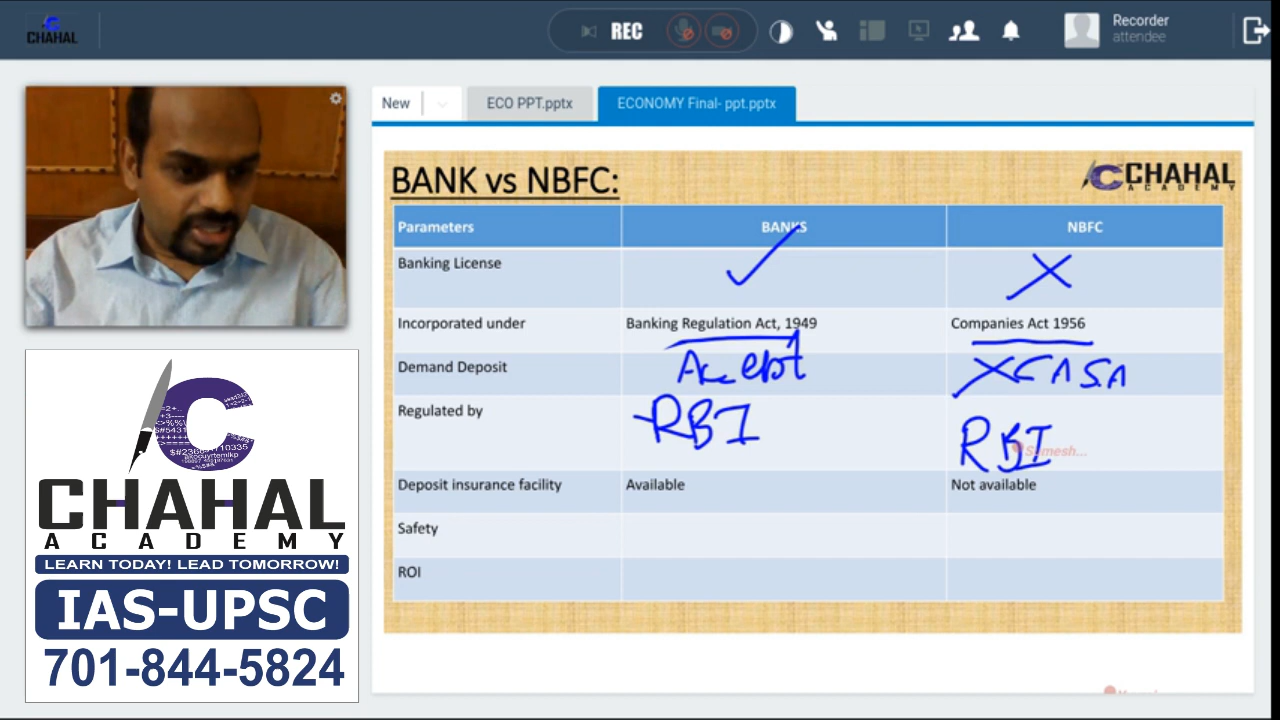 CHAHAL
REC
Recorder
attendee
New
ECO PPT.pptx
ECONOMY Final- ppt.pptx
BANK vs NBFC:
CHAHAL
ACADEMY
Parameters BANKS NBFC
Banking License
Incorporated under Banking Regulation Act, 1949 Companies Act 1956
Demand Deposit Accept X CASA
Regulated by RBI RBI
Symesh...
Deposit insurance facility Available Not available
Safety
ROI
CHAHAL
ACADEMY
LEARN TODAY! LEAD TOMORROW!
IAS-UPSC
701-844-5824